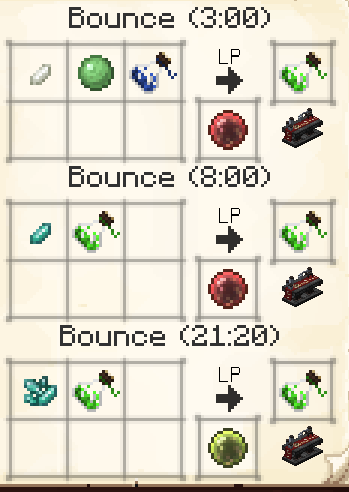 Bounce (3:00)
LP
Bounce (8:00)
LP
Bounce (21:20)
LP